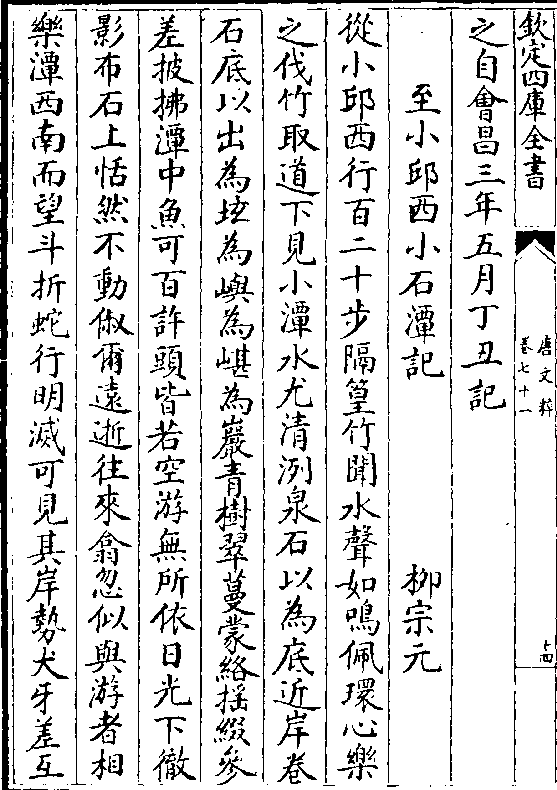 欽定四庫全書
唐文粹
卷七十一
十四
之自會昌三年五月丁丑記
至小邱西小石潭記 柳宗元
從小邱西行百二十步隔篁竹聞水聲如鳴佩環心樂
之伐竹取道下見小潭水尤清洌泉石以為底近岸卷
石底以出為坻為嶼為嵁為巖青樹翠蔓蒙絡揺綴參
差披拂潭中魚可百許頭皆若空游無所依日光下徹
影布石上恬然不動俶爾遠逝往來翕忽似與游者相
樂潭西南而望斗折蛇行明滅可見其岸勢犬牙差互